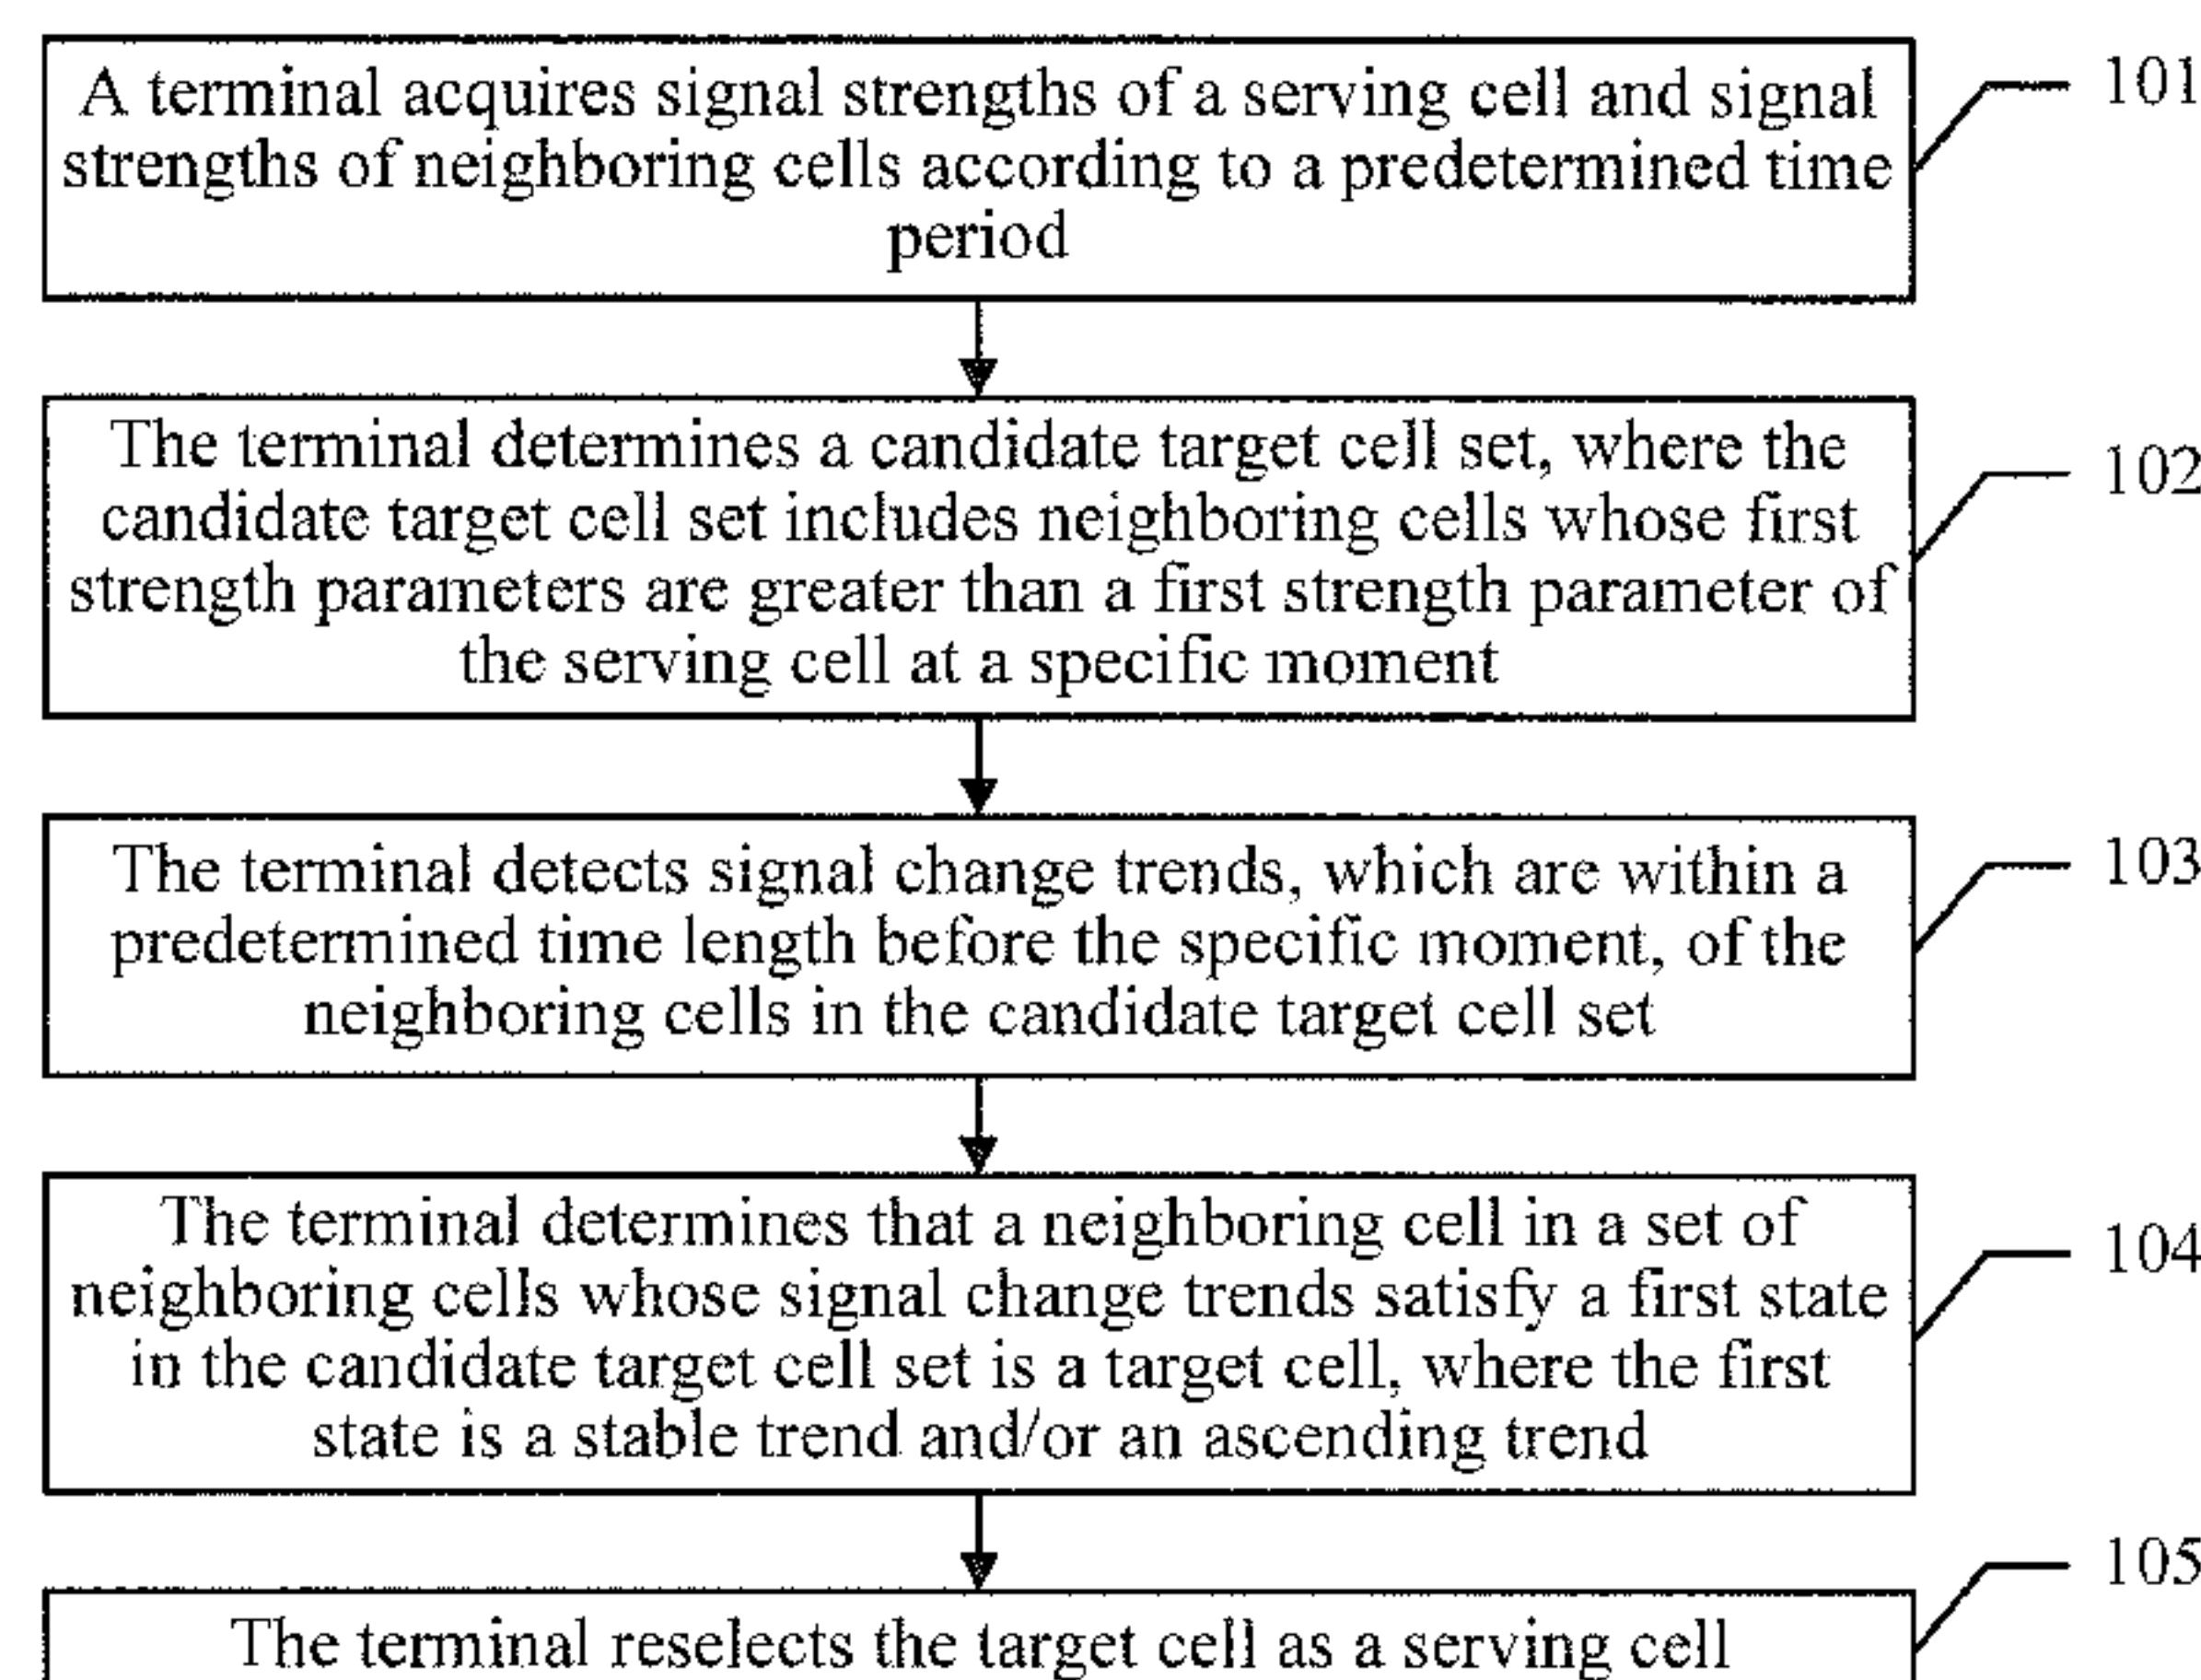 A terminal acquires signal strengths of a serving cell and signal
strengths of neighboring cells according to a predetermined time
period
101
The terminal determines a candidate target cell set, where the
candidate target cell set includes neighboring cells whose first
strength parameters are greater than a first strength parameter of
the serving cell at a specific moment
102
The terminal detects signal change trends, which are within a
predetermined time length before the specific moment, of the
neighboring cells in the candidate target cell set
103
The terminal determines that a neighboring cell in a set of
neighboring cells whose signal change trends satisfy a first state
in the candidate target cell set is a target cell, where the first
state is a stable trend and/or an ascending trend
104
The terminal reselects the target cell as a serving cell
105